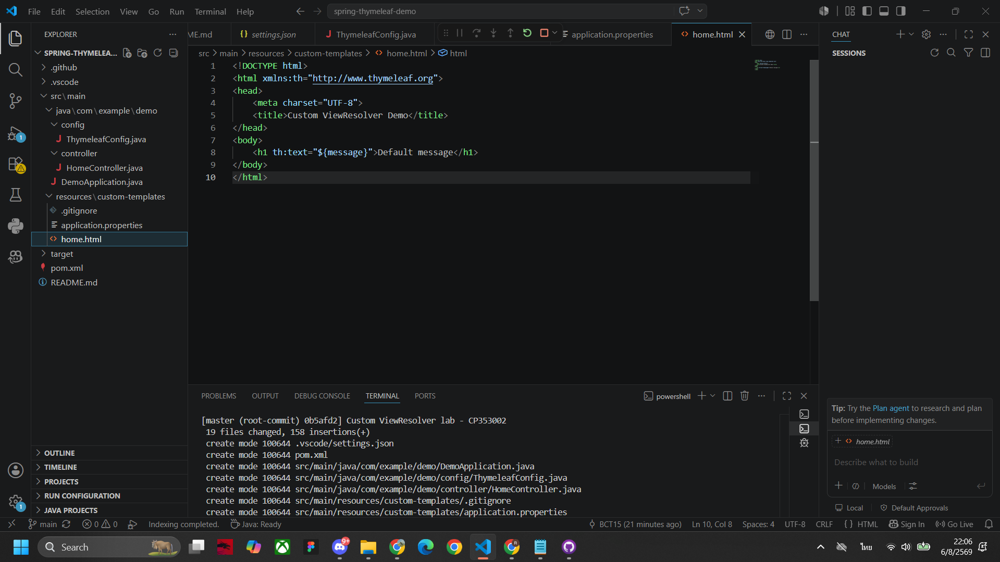 File Edit Selection View Go Run Terminal Help
spring-thymeleaf-demo
EXPLORER
SPRING-THYMELEA...
.github
.vscode
src\main
java\com\example\demo
config
ThymeleafConfig.java
controller
HomeController.java
DemoApplication.java
resources\custom-templates
.gitignore
application.properties
home.html
target
pom.xml
README.md
OUTLINE
TIMELINE
PROJECTS
RUN CONFIGURATION
JAVA PROJECTS
ME.md
settings.json
ThymeleafConfig.java
application.properties
home.html
src > main > resources > custom-templates > home.html > html
1 <!DOCTYPE html>
2 <html xmlns:th="http://www.thymeleaf.org">
3 <head>
4 <meta charset="UTF-8">
5 <title>Custom ViewResolver Demo</title>
6 </head>
7 <body>
8 <h1 th:text="${message}">Default message</h1>
9 </body>
10 </html>
PROBLEMS OUTPUT DEBUG CONSOLE TERMINAL PORTS
powershell
[master (root-commit) 0b5afd2] Custom ViewResolver lab - CP353002
19 files changed, 158 insertions(+)
create mode 100644 .vscode/settings.json
create mode 100644 pom.xml
create mode 100644 src/main/java/com/example/demo/DemoApplication.java
create mode 100644 src/main/java/com/example/demo/config/ThymeleafConfig.java
create mode 100644 src/main/java/com/example/demo/controller/HomeController.java
create mode 100644 src/main/resources/custom-templates/.gitignore
create mode 100644 src/main/resources/custom-templates/application.properties
CHAT
SESSIONS
Tip: Try the Plan agent to research and plan
before implementing changes.
home.html
Describe what to build
Models
Local Default Approvals
1
1
main 0 0 Indexing completed. Java: Ready BCT15 (21 minutes ago) Ln 10, Col 8 Spaces: 4 UTF-8 CRLF {} HTML Sign In Go Live
Search
9+
R
ไทย
22:06
6/8/2569